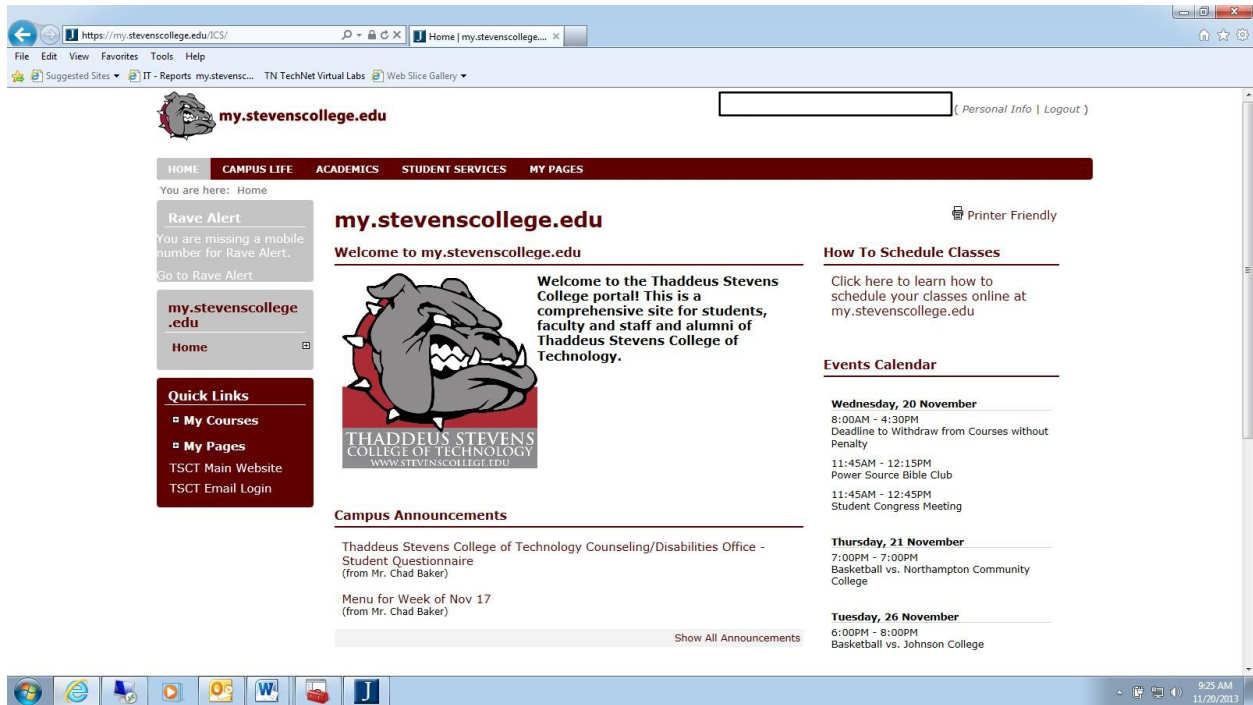 https://my.stevenscollege.edu/ICS/
Home | my.stevenscollege....
File Edit View Favorites Tools Help
Suggested Sites IT - Reports my.stevensc... TN TechNet Virtual Labs Web Slice Gallery
my.stevenscollege.edu
( Personal Info | Logout )
HOME CAMPUS LIFE ACADEMICS STUDENT SERVICES MY PAGES
You are here: Home
Rave Alert
You are missing a mobile
number for Rave Alert.
Go to Rave Alert
my.stevenscollege
.edu
Home
Quick Links
My Courses
My Pages
TSCT Main Website
TSCT Email Login
my.stevenscollege.edu
Printer Friendly
Welcome to my.stevenscollege.edu
THADDEUS STEVENS
COLLEGE OF TECHNOLOGY
WWW.STEVENSCOLLEGE.EDU
Welcome to the Thaddeus Stevens
College portal! This is a
comprehensive site for students,
faculty and staff and alumni of
Thaddeus Stevens College of
Technology.
Campus Announcements
Thaddeus Stevens College of Technology Counseling/Disabilities Office -
Student Questionnaire
(from Mr. Chad Baker)
Menu for Week of Nov 17
(from Mr. Chad Baker)
Show All Announcements
How To Schedule Classes
Click here to learn how to
schedule your classes online at
my.stevenscollege.edu
Events Calendar
Wednesday, 20 November
8:00AM - 4:30PM
Deadline to Withdraw from Courses without
Penalty
11:45AM - 12:15PM
Power Source Bible Club
11:45AM - 12:45PM
Student Congress Meeting
Thursday, 21 November
7:00PM - 7:00PM
Basketball vs. Northampton Community
College
Tuesday, 26 November
6:00PM - 8:00PM
Basketball vs. Johnson College
9:25 AM
11/20/2013